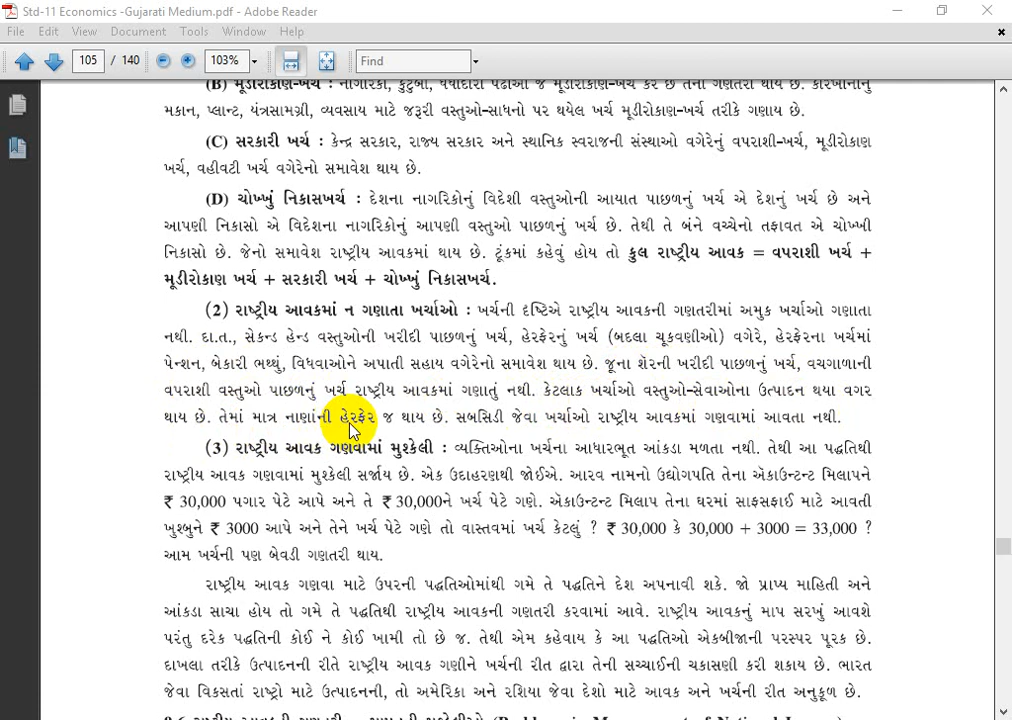 Std-11 Economics -Gujarati Medium.pdf - Adobe Reader
File Edit View Document Tools Window Help
105 / 140 103% Find
(B) મૂડીરોકાણ-ખર્ચ : નાગરિકો, કુટુંબો, ધંધાદારી પેઢીઓ જે મૂડીરોકાણ-ખર્ચ કરે છે તેની ગણતરી થાય છે. કારખાનાનું
મકાન, પ્લાન્ટ, યંત્રસામગ્રી, વ્યવસાય માટે જરૂરી વસ્તુઓ-સાધનો પર થયેલ ખર્ચ મૂડીરોકાણ-ખર્ચ તરીકે ગણાય છે.
(C) સરકારી ખર્ચ : કેન્દ્ર સરકાર, રાજ્ય સરકાર અને સ્થાનિક સ્વરાજની સંસ્થાઓ વગેરેનું વપરાશી-ખર્ચ, મૂડીરોકાણ
ખર્ચ, વહીવટી ખર્ચ વગેરેનો સમાવેશ થાય છે.
(D) ચોખ્ખું નિકાસખર્ચ : દેશના નાગરિકોનું વિદેશી વસ્તુઓની આયાત પાછળનું ખર્ચ એ દેશનું ખર્ચ છે અને
આપણી નિકાસો એ વિદેશના નાગરિકોનું આપણી વસ્તુઓ પાછળનું ખર્ચ છે. તેથી તે બંને વચ્ચેનો તફાવત એ ચોખ્ખી
નિકાસો છે. જેનો સમાવેશ રાષ્ટ્રીય આવકમાં થાય છે. ટૂંકમાં કહેવું હોય તો કુલ રાષ્ટ્રીય આવક = વપરાશી ખર્ચ +
મૂડીરોકાણ ખર્ચ + સરકારી ખર્ચ + ચોખ્ખું નિકાસખર્ચ.
(2) રાષ્ટ્રીય આવકમાં ન ગણાતા ખર્ચાઓ : ખર્ચની દૃષ્ટિએ રાષ્ટ્રીય આવકની ગણતરીમાં અમુક ખર્ચાઓ ગણાતા
નથી. દા.ત., સેકન્ડ હેન્ડ વસ્તુઓની ખરીદી પાછળનું ખર્ચ, હેરફેરનું ખર્ચ (બદલા ચૂકવણીઓ) વગેરે, હેરફેરના ખર્ચમાં
પેન્શન, બેકારી ભથ્થું, વિધવાઓને અપાતી સહાય વગેરેનો સમાવેશ થાય છે. જૂના શૅરની ખરીદી પાછળનું ખર્ચ, વચગાળાની
વપરાશી વસ્તુઓ પાછળનું ખર્ચ રાષ્ટ્રીય આવકમાં ગણાતું નથી. કેટલાક ખર્ચાઓ વસ્તુઓ-સેવાઓના ઉત્પાદન થયા વગર
થાય છે. તેમાં માત્ર નાણાંની હેરફેર જ થાય છે. સબસિડી જેવા ખર્ચાઓ રાષ્ટ્રીય આવકમાં ગણવામાં આવતા નથી.
(3) રાષ્ટ્રીય આવક ગણવામાં મુશ્કેલી : વ્યક્તિઓના ખર્ચના આધારભૂત આંકડા મળતા નથી. તેથી આ પદ્ધતિથી
રાષ્ટ્રીય આવક ગણવામાં મુશ્કેલી સર્જાય છે. એક ઉદાહરણથી જોઈએ. આરવ નામનો ઉદ્યોગપતિ તેના ઍકાઉન્ટન્ટ મિલાપને
₹ 30,000 પગાર પેટે આપે અને તે ₹ 30,000ને ખર્ચ પેટે ગણે. ઍકાઉન્ટન્ટ મિલાપ તેના ઘરમાં સાફસફાઈ માટે આવતી
ખુશ્બુને ₹ 3000 આપે અને તેને ખર્ચ પેટે ગણે તો વાસ્તવમાં ખર્ચ કેટલું ? ₹ 30,000 કે 30,000 + 3000 = 33,000 ?
આમ ખર્ચની પણ બેવડી ગણતરી થાય.
રાષ્ટ્રીય આવક ગણવા માટે ઉપરની પદ્ધતિઓમાંથી ગમે તે પદ્ધતિને દેશ અપનાવી શકે. જો પ્રાપ્ય માહિતી અને
આંકડા સાચા હોય તો ગમે તે પદ્ધતિથી રાષ્ટ્રીય આવકની ગણતરી કરવામાં આવે. રાષ્ટ્રીય આવકનું માપ સરખું આવશે
પરંતુ દરેક પદ્ધતિની કોઈ ને કોઈ ખામી તો છે જ. તેથી એમ કહેવાય કે આ પદ્ધતિઓ એકબીજાની પરસ્પર પૂરક છે.
દાખલા તરીકે ઉત્પાદનની રીતે રાષ્ટ્રીય આવક ગણીને ખર્ચની રીત દ્વારા તેની સચ્ચાઈની ચકાસણી કરી શકાય છે. ભારત
જેવા વિકસતાં રાષ્ટ્રો માટે ઉત્પાદનની, તો અમેરિકા અને રશિયા જેવા દેશો માટે આવક અને ખર્ચની રીત અનુકૂળ છે.